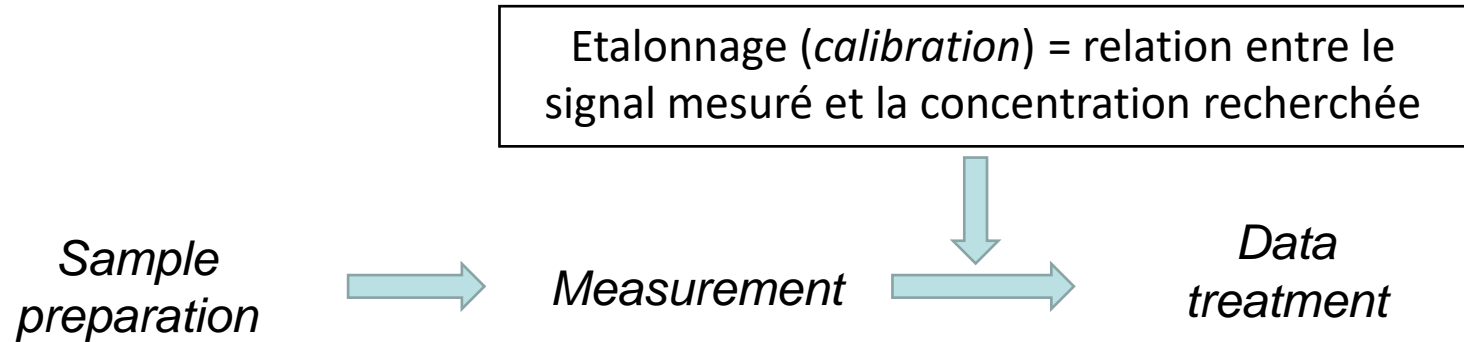 Etalonnage (calibration) = relation entre le
signal mesuré et la concentration recherchée
Sample
preparation
Measurement
Data
treatment